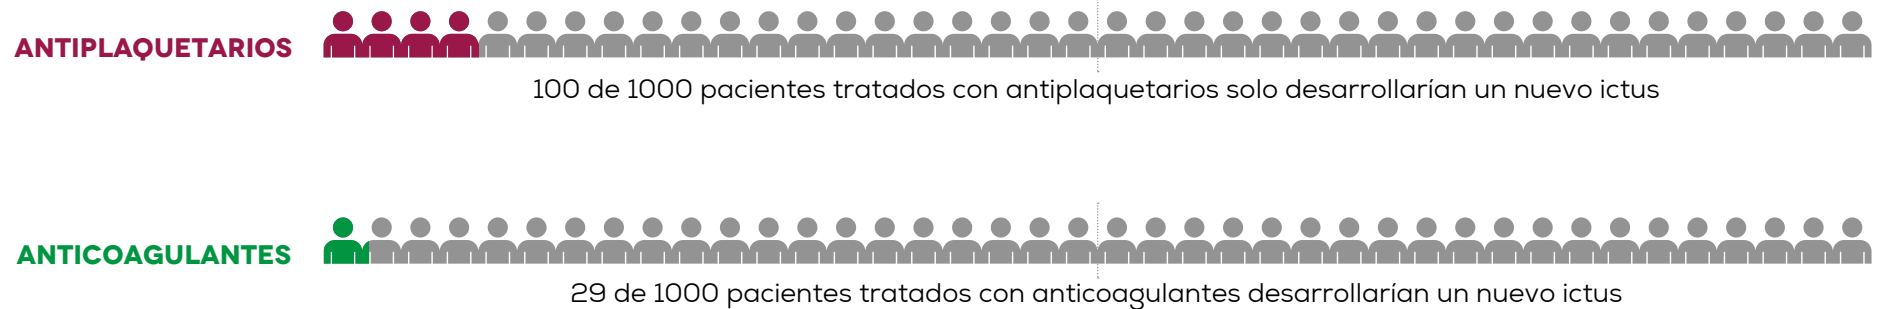 ANTIPLAQUETARIOS
100 de 1000 pacientes tratados con antiplaquetarios solo desarrollarían un nuevo ictus
ANTICOAGULANTES
29 de 1000 pacientes tratados con anticoagulantes desarrollarían un nuevo ictus